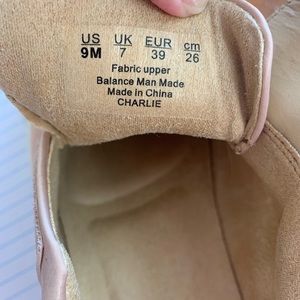 US UK EUR cm
9M 7 39 26
Fabric upper
Balance Man Made
Made in China
CHARLIE